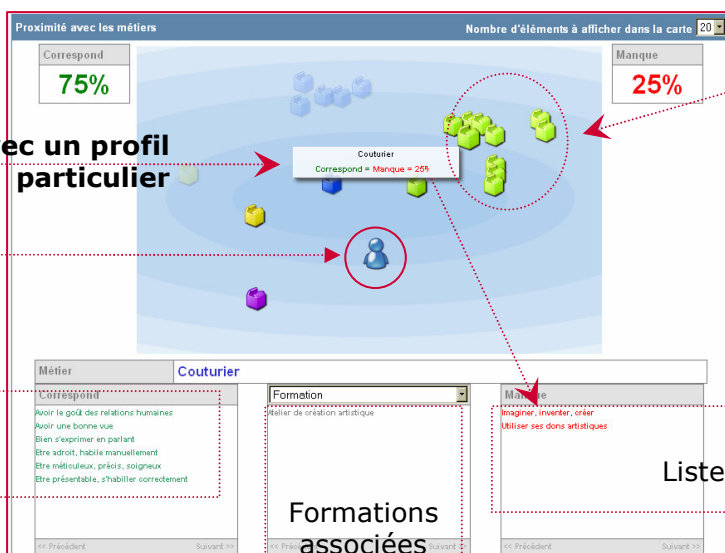 Proximité avec les métiers
Nombre d'éléments à afficher dans la carte 20
Correspond
75%
Manque
25%
ec un profil
particulier
Couturier
Correspond = Manque = 25%
Métier
Couturier
Correspond
Avoir le goût des relations humaines
Avoir une bonne vue
Bien s'exprimer en parlant
Etre adroit, habile manuellement
Etre méticuleux, précis, soigneux
Etre présentable, s'habiller correctement
<< Précédent
Suivant >>
Formation
Atelier de création artistique
Formations
associées
Manque
Imaginer, inventer, créer
Utiliser ses dons artistiques
Liste
<< Précédent
Suivant >>